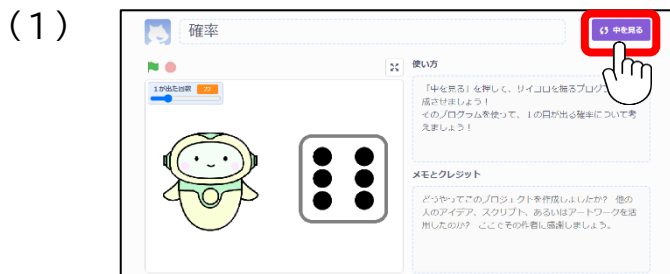 (1)
確率
中を見る
使い方
1が出た回数 22
「中を見る」を押して、サイコロを振るプログ
成させましょう！
そのプログラムを使って、1の目が出る確率について考
えましょう！
メモとクレジット
どうやってこのプロジェクトを作成しましたか？ 他の
人のアイデア、スクリプト、あるいはアートワークを活
用したのか？ ここでその作者に感謝しましょう。